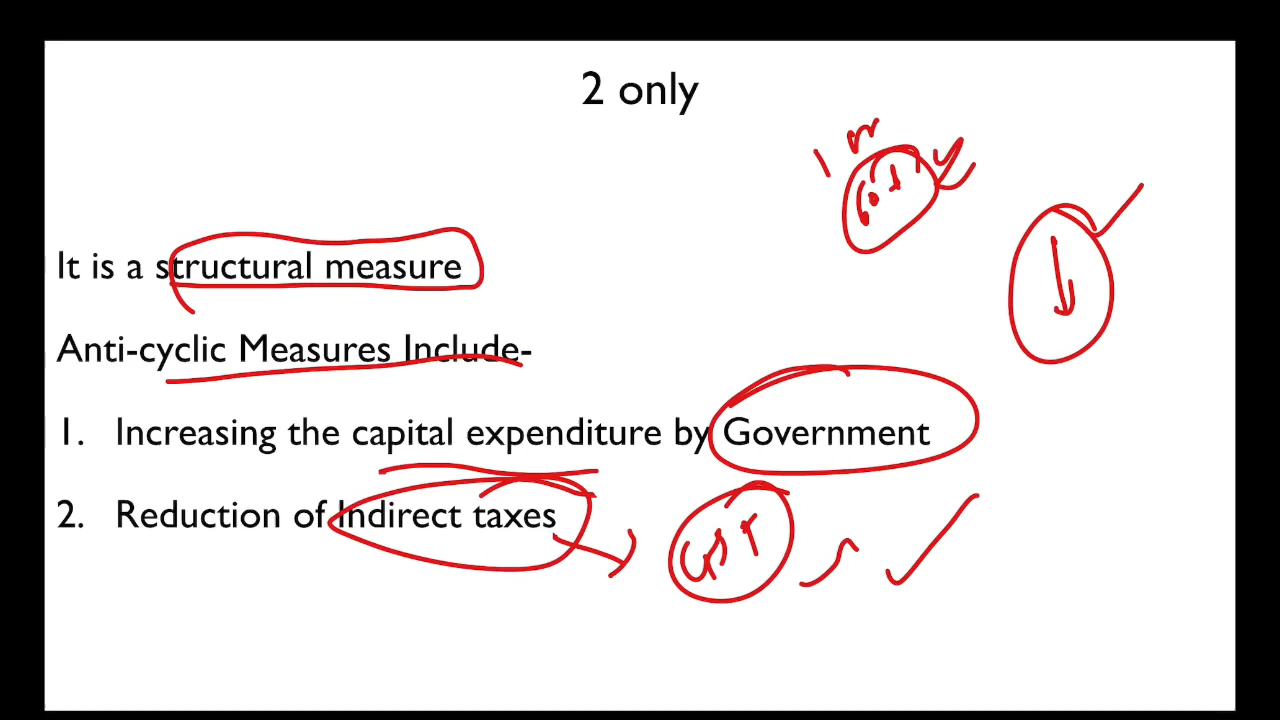 2 only
It is a structural measure
Anti-cyclic Measures Include-
1. Increasing the capital expenditure by Government
2. Reduction of Indirect taxes
GST